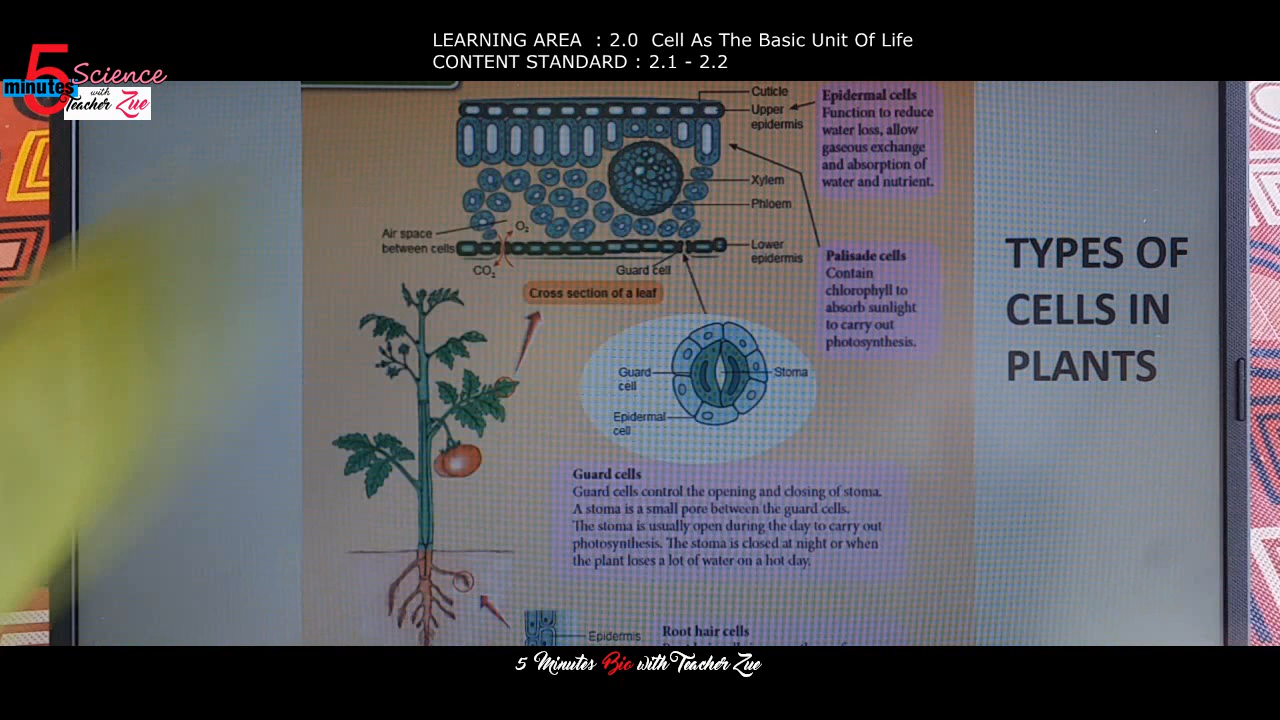 LEARNING AREA : 2.0 Cell As The Basic Unit Of Life
CONTENT STANDARD : 2.1 - 2.2
5 Science
minutes
with
Teacher Zue
Cuticle
Upper
epidermis
Epidermal cells
Function to reduce
water loss, allow
gaseous exchange
and absorption of
water and nutrient.
Xylem
Phloem
Air space
between cells
O2
CO2
Guard cell
Lower
epidermis
Palisade cells
Contain
chlorophyll to
absorb sunlight
to carry out
photosynthesis.
Cross section of a leaf
TYPES OF
CELLS IN
PLANTS
Guard
cell
Stoma
Epidermal
cell
Guard cells
Guard cells control the opening and closing of stoma.
A stoma is a small pore between the guard cells.
The stoma is usually open during the day to carry out
photosynthesis. The stoma is closed at night or when
the plant loses a lot of water on a hot day.
Epidermis
Root hair cells
5 Minutes Bio with Teacher Zue